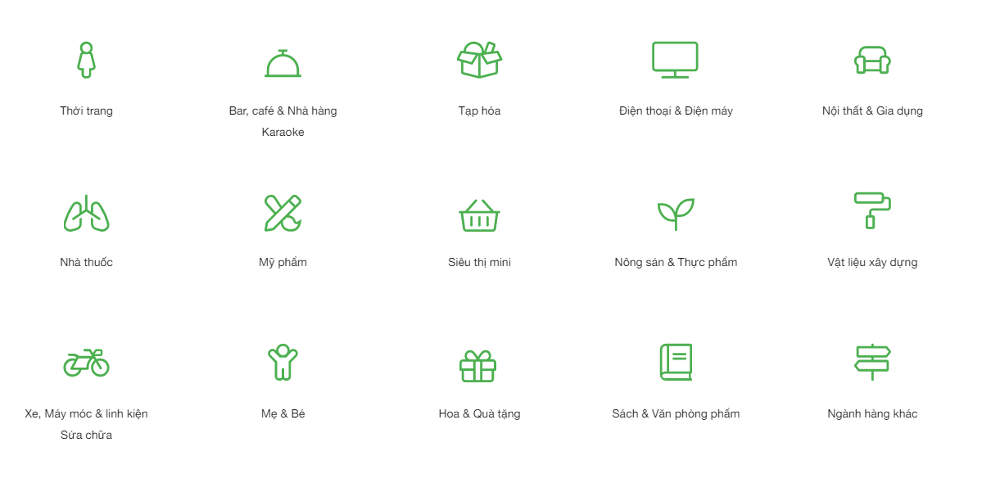 Thời trang
Bar, café & Nhà hàng
Karaoke
Tạp hóa
Điện thoại & Điện máy
Nội thất & Gia dụng
Nhà thuốc
Mỹ phẩm
Siêu thị mini
Nông sản & Thực phẩm
Vật liệu xây dựng
Xe, Máy móc & linh kiện
Sửa chữa
Mẹ & Bé
Hoa & Quà tặng
Sách & Văn phòng phẩm
Ngành hàng khác